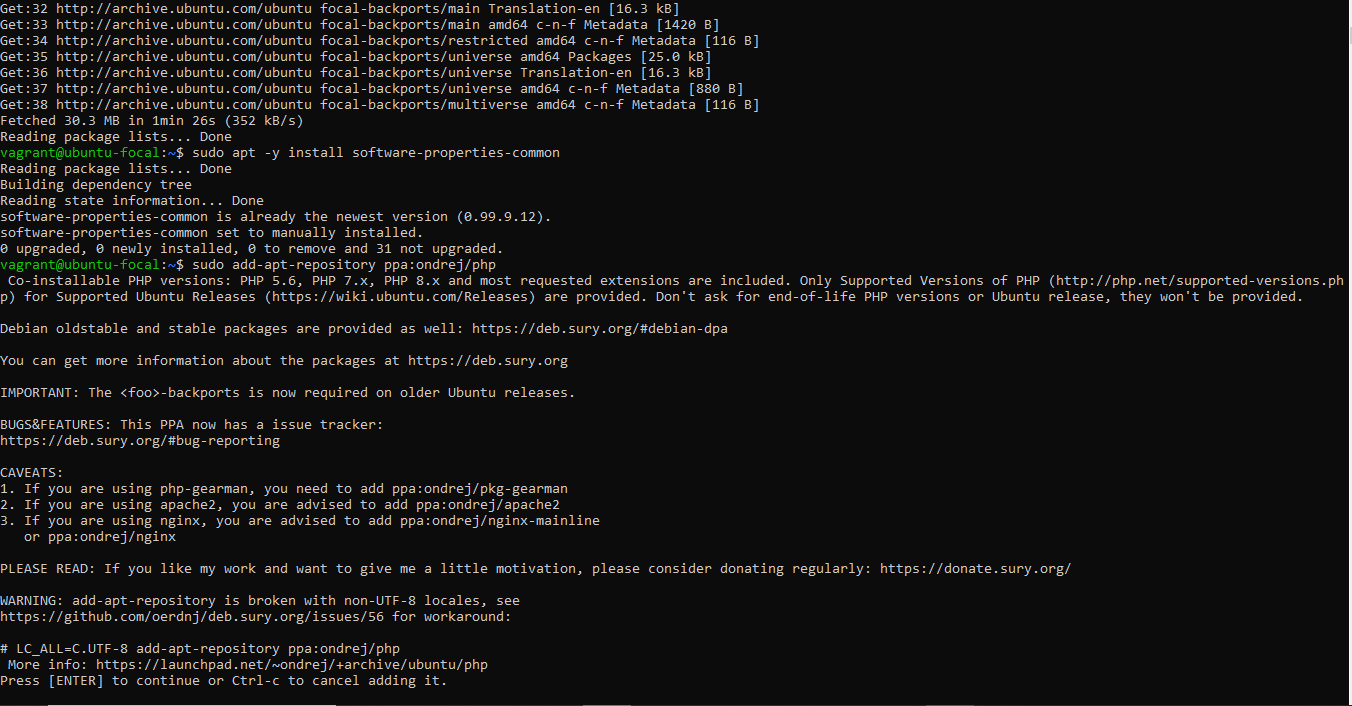 Get:32 http://archive.ubuntu.com/ubuntu focal-backports/main Translation-en [16.3 kB]
Get:33 http://archive.ubuntu.com/ubuntu focal-backports/main amd64 c-n-f Metadata [1420 B]
Get:34 http://archive.ubuntu.com/ubuntu focal-backports/restricted amd64 c-n-f Metadata [116 B]
Get:35 http://archive.ubuntu.com/ubuntu focal-backports/universe amd64 Packages [25.0 kB]
Get:36 http://archive.ubuntu.com/ubuntu focal-backports/universe Translation-en [16.3 kB]
Get:37 http://archive.ubuntu.com/ubuntu focal-backports/universe amd64 c-n-f Metadata [880 B]
Get:38 http://archive.ubuntu.com/ubuntu focal-backports/multiverse amd64 c-n-f Metadata [116 B]
Fetched 30.3 MB in 1min 26s (352 kB/s)
Reading package lists... Done
vagrant@ubuntu-focal:~$ sudo apt -y install software-properties-common
Reading package lists... Done
Building dependency tree
Reading state information... Done
software-properties-common is already the newest version (0.99.9.12).
software-properties-common set to manually installed.
0 upgraded, 0 newly installed, 0 to remove and 31 not upgraded.
vagrant@ubuntu-focal:~$ sudo add-apt-repository ppa:ondrej/php
 Co-installable PHP versions: PHP 5.6, PHP 7.x, PHP 8.x and most requested extensions are included. Only Supported Versions of PHP (http://php.net/supported-versions.ph
p) for Supported Ubuntu Releases (https://wiki.ubuntu.com/Releases) are provided. Don't ask for end-of-life PHP versions or Ubuntu release, they won't be provided.
Debian oldstable and stable packages are provided as well: https://deb.sury.org/#debian-dpa
You can get more information about the packages at https://deb.sury.org
IMPORTANT: The <foo>-backports is now required on older Ubuntu releases.
BUGS&FEATURES: This PPA now has a issue tracker:
https://deb.sury.org/#bug-reporting
CAVEATS:
1. If you are using php-gearman, you need to add ppa:ondrej/pkg-gearman
2. If you are using apache2, you are advised to add ppa:ondrej/apache2
3. If you are using nginx, you are advised to add ppa:ondrej/nginx-mainline
   or ppa:ondrej/nginx
PLEASE READ: If you like my work and want to give me a little motivation, please consider donating regularly: https://donate.sury.org/
WARNING: add-apt-repository is broken with non-UTF-8 locales, see
https://github.com/oerdnj/deb.sury.org/issues/56 for workaround:
# LC_ALL=C.UTF-8 add-apt-repository ppa:ondrej/php
 More info: https://launchpad.net/~ondrej/+archive/ubuntu/php
Press [ENTER] to continue or Ctrl-c to cancel adding it.